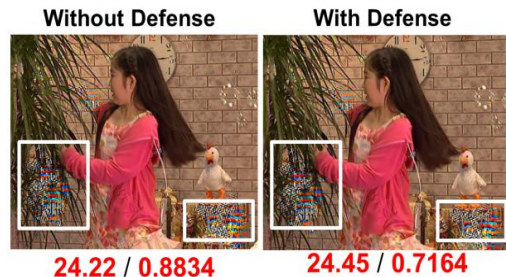 Without Defense
With Defense
24.22 / 0.8834
24.45 / 0.7164